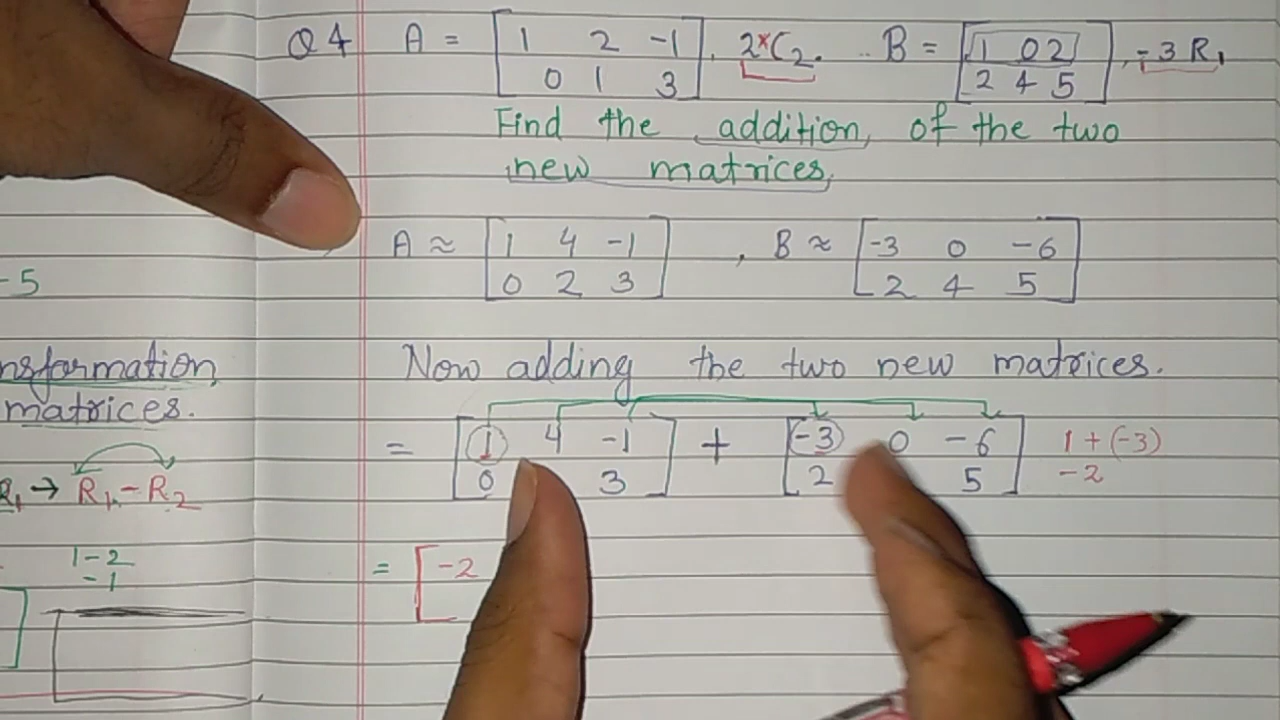 Q4 A = [1 2 -1 , 2×C2. .. B = [1 0 2 , -3 R1
0 1 3] 2 4 5]
Find the addition, of the two
new matrices,
A ≈ [1 4 -1 , B ≈ [-3 0 -6
0 2 3] 2 4 5]
Now adding the two new matrices.
= [1 4 -1 + [-3 0 -6 1 + (-3)
0 3] 2 5] -2
= [-2
-5
nsformation,
matrices.
R1 → R1 - R2
1-2
-1